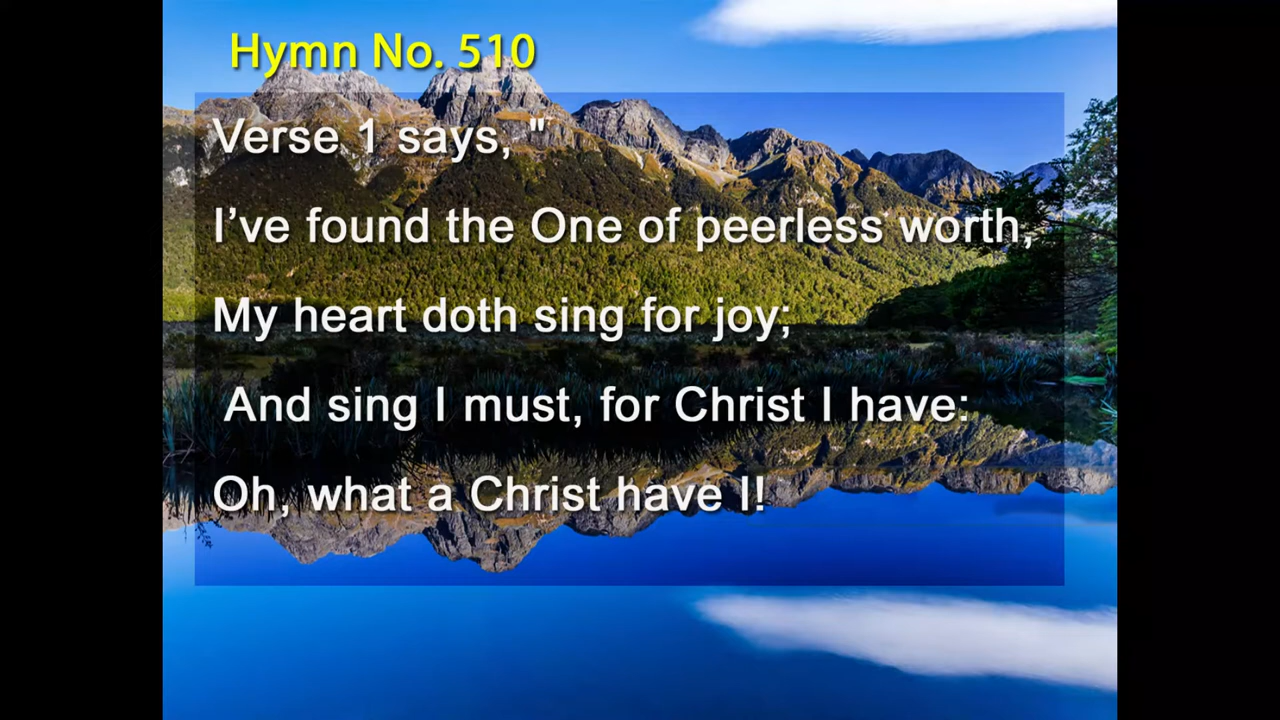 Hymn No. 510
Verse 1 says, "
I’ve found the One of peerless worth,
My heart doth sing for joy;
And sing I must, for Christ I have:
Oh, what a Christ have I!